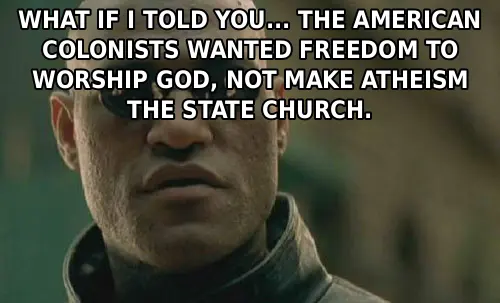 WHAT IF I TOLD YOU... THE AMERICAN
COLONISTS WANTED FREEDOM TO
WORSHIP GOD, NOT MAKE ATHEISM
THE STATE CHURCH.